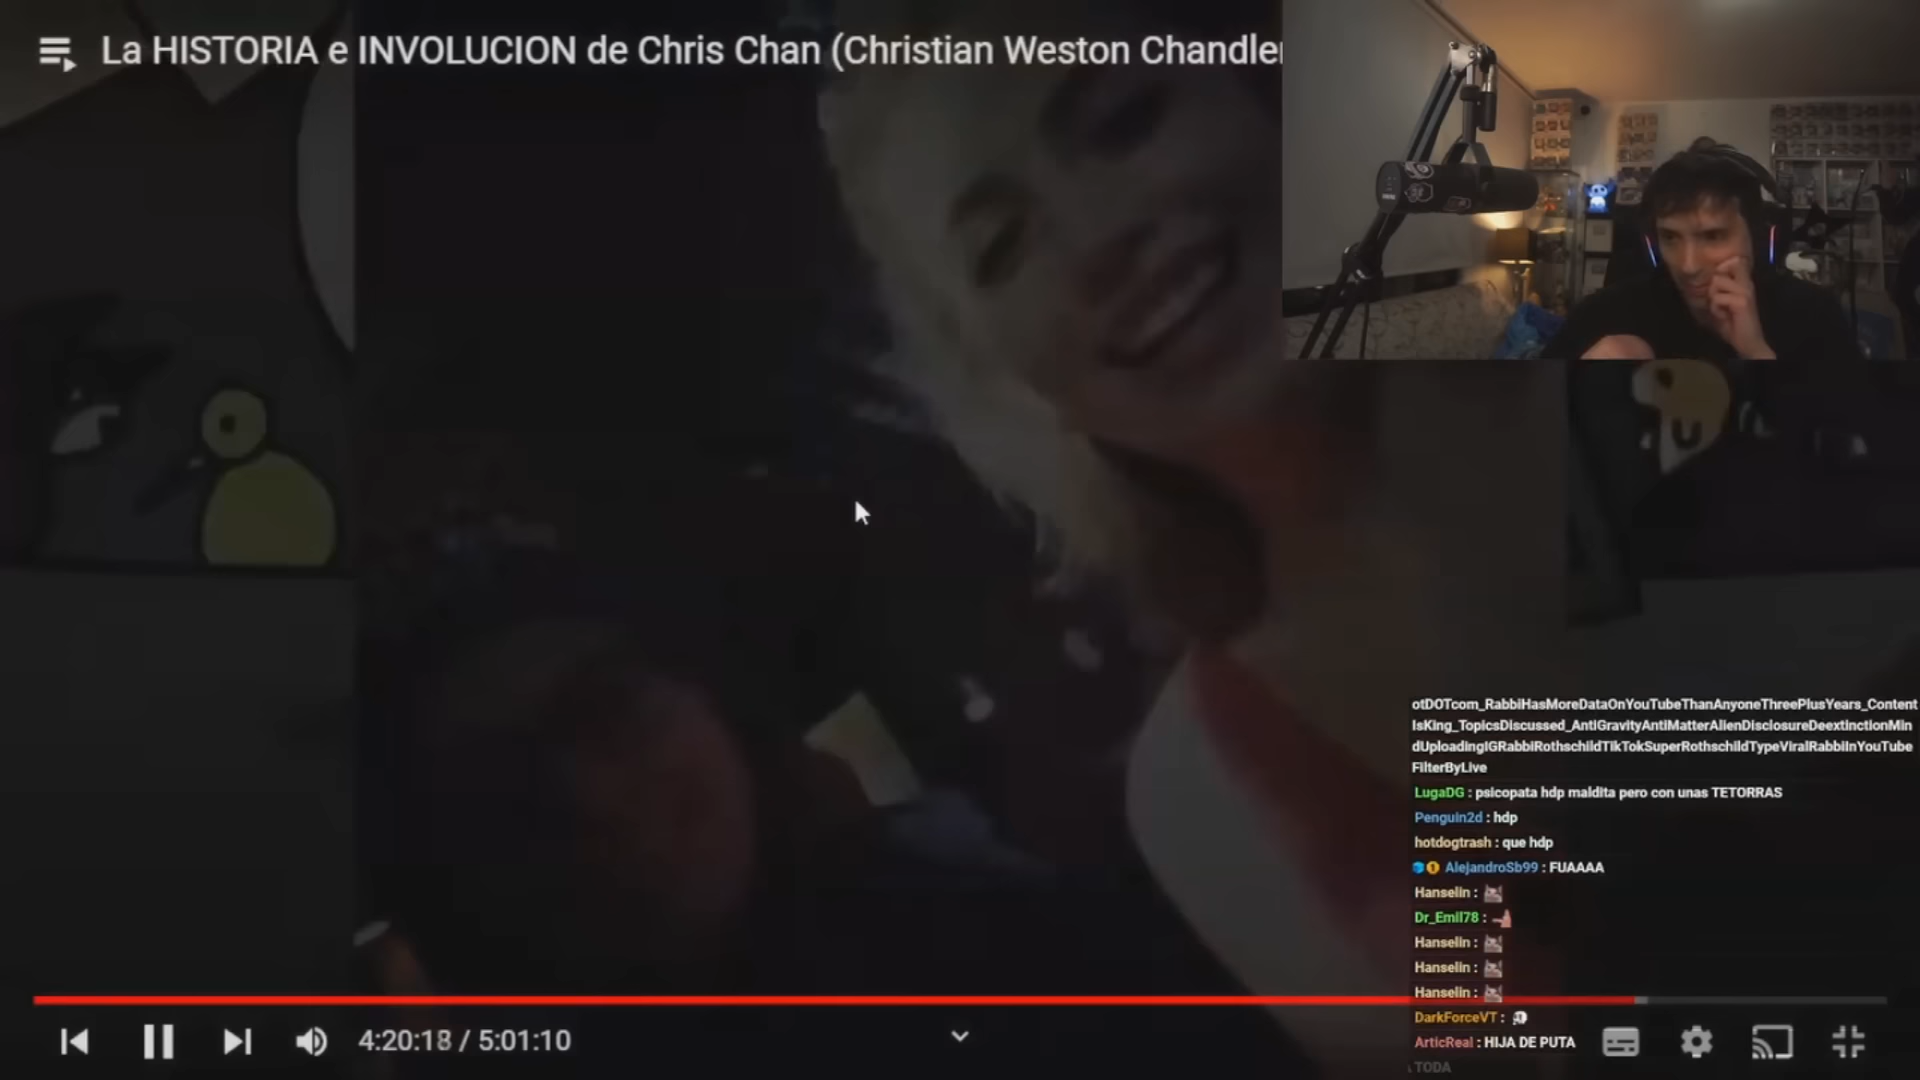 La HISTORIA e INVOLUCION de Chris Chan (Christian Weston Chandler
otDOTcom_RabbiHasMoreDataOnYouTubeThanAnyoneThreePlusYears_Content
IsKing_TopicsDiscussed_AntiGravityAntiMatterAlienDisclosureDeextinctionMin
dUploadingIGRabbiRothschildTikTokSuperRothschildTypeViralRabbiInYouTube
FilterByLive
LugaDG : psicopata hdp maldita pero con unas TETORRAS
Penguin2d : hdp
hotdogtrash : que hdp
AlejandroSb99 : FUAAAA
Hanselin :
Dr_Emil78 :
Hanselin :
Hanselin :
Hanselin :
DarkForceVT :
ArticReal : HIJA DE PUTA
TODA
4:20:18 / 5:01:10